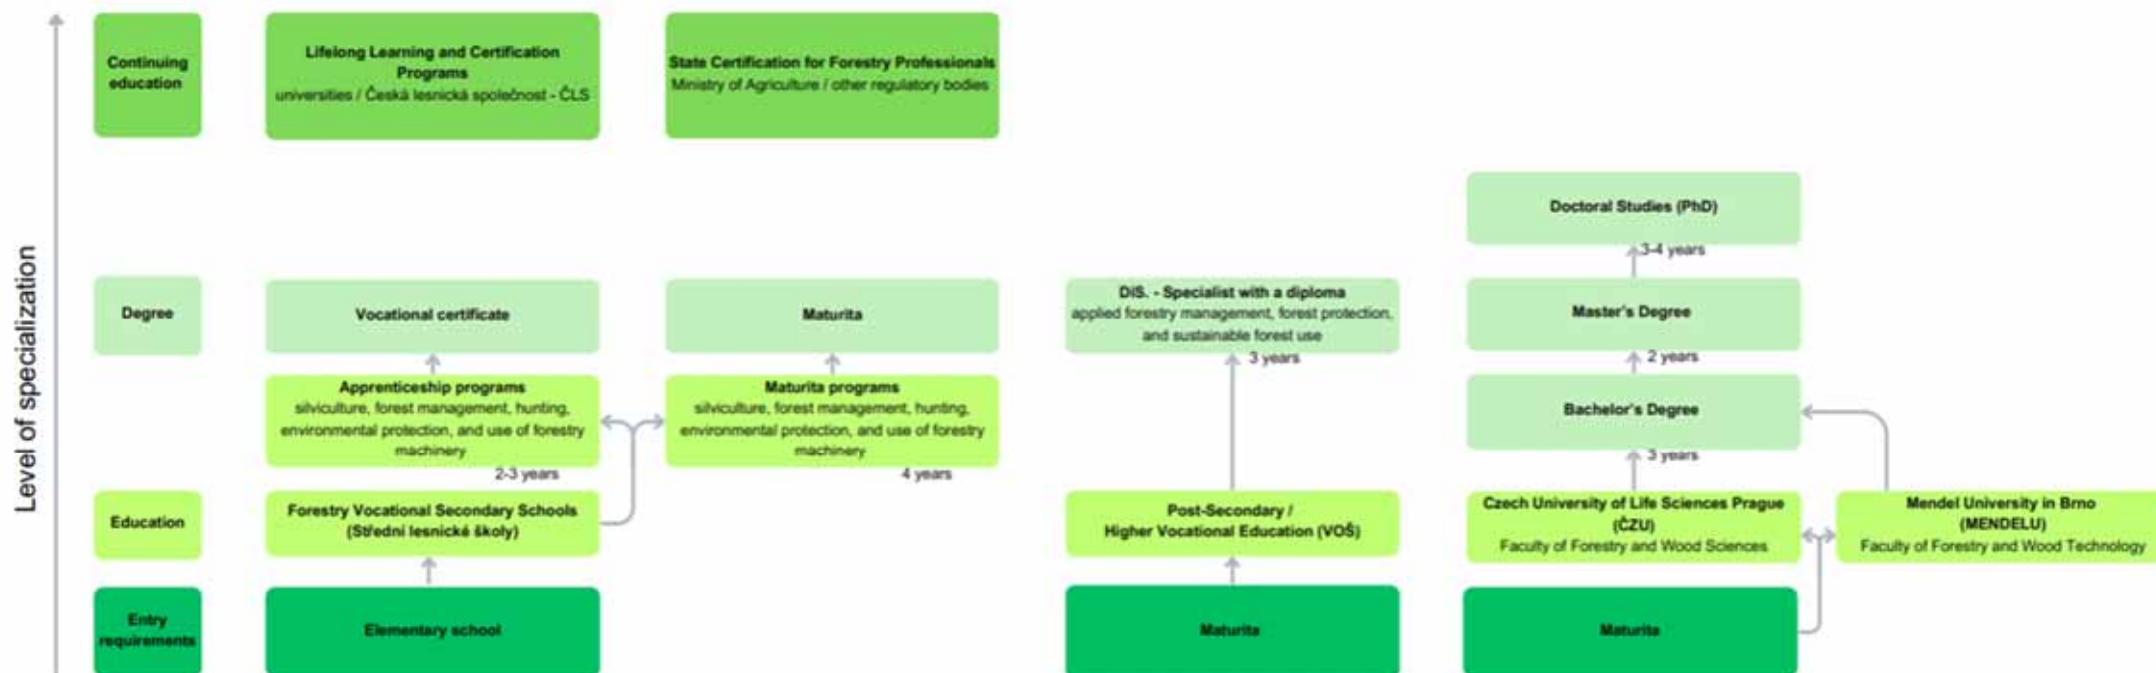 Level of specialization
Continuing
education
Lifelong Learning and Certification
Programs
universities / Česká lesnická společnost - ČLS
State Certification for Forestry Professionals
Ministry of Agriculture / other regulatory bodies
Doctoral Studies (PhD)
3-4 years
Degree
Vocational certificate
Maturita
DiS. - Specialist with a diploma
applied forestry management, forest protection,
and sustainable forest use
3 years
Master's Degree
2 years
Apprenticeship programs
silviculture, forest management, hunting,
environmental protection, and use of forestry
machinery
2-3 years
Maturita programs
silviculture, forest management, hunting,
environmental protection, and use of forestry
machinery
4 years
Bachelor's Degree
3 years
Education
Forestry Vocational Secondary Schools
(Střední lesnické školy)
Post-Secondary /
Higher Vocational Education (VOŠ)
Czech University of Life Sciences Prague
(ČZU)
Faculty of Forestry and Wood Sciences
Mendel University in Brno
(MENDELU)
Faculty of Forestry and Wood Technology
Entry
requirements
Elementary school
Maturita
Maturita